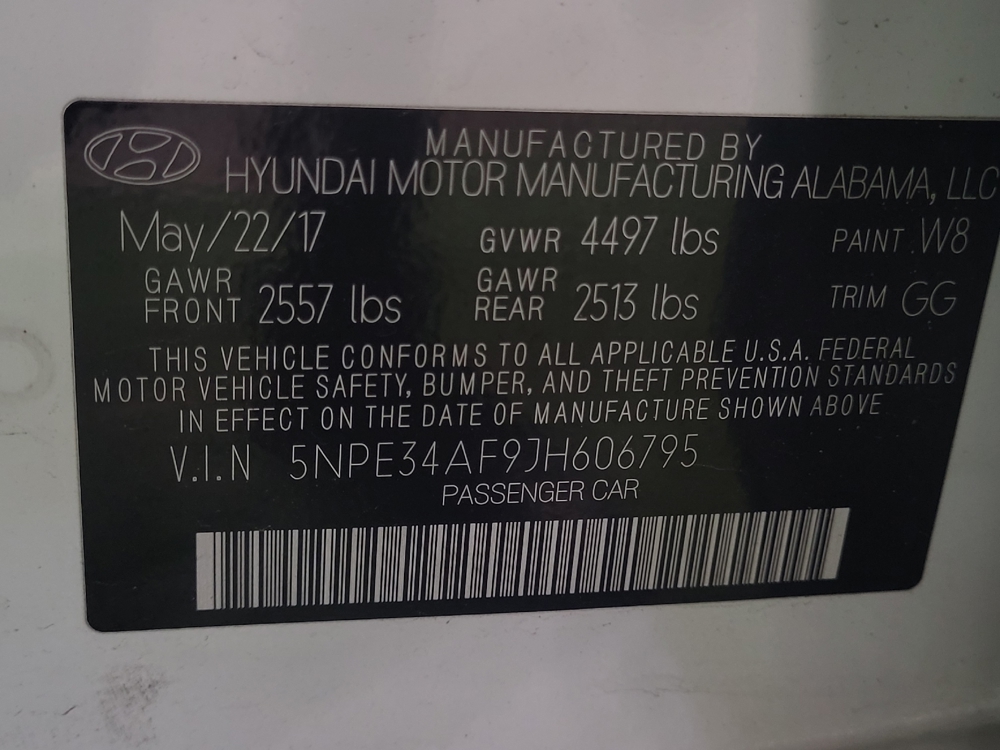 MANUFACTURED BY
HYUNDAI MOTOR MANUFACTURING ALABAMA, LLC
May/22/17 GVWR 4497 lbs PAINT W8
GAWR FRONT 2557 lbs GAWR REAR 2513 lbs TRIM GG
THIS VEHICLE CONFORMS TO ALL APPLICABLE U.S.A. FEDERAL
MOTOR VEHICLE SAFETY, BUMPER, AND THEFT PREVENTION STANDARDS
IN EFFECT ON THE DATE OF MANUFACTURE SHOWN ABOVE
V.I.N 5NPE34AF9JH606795
PASSENGER CAR